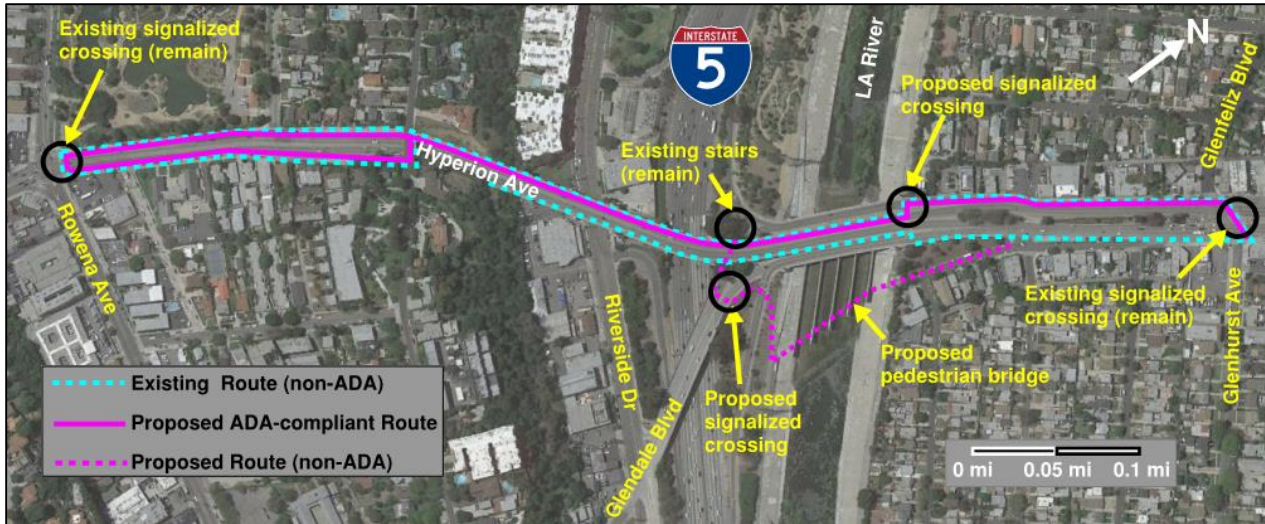 Existing signalized
crossing (remain)
INTERSTATE
5
LA River
N
Glenfeliz Blvd
Proposed signalized
crossing
Existing stairs
(remain)
Hyperion Ave
Rowena Ave
Riverside Dr
Glendale Blvd
Existing signalized
crossing (remain)
Glenhurst Ave
Proposed
pedestrian bridge
Proposed
signalized
crossing
Existing Route (non-ADA)
Proposed ADA-compliant Route
Proposed Route (non-ADA)
0 mi 0.05 mi 0.1 mi